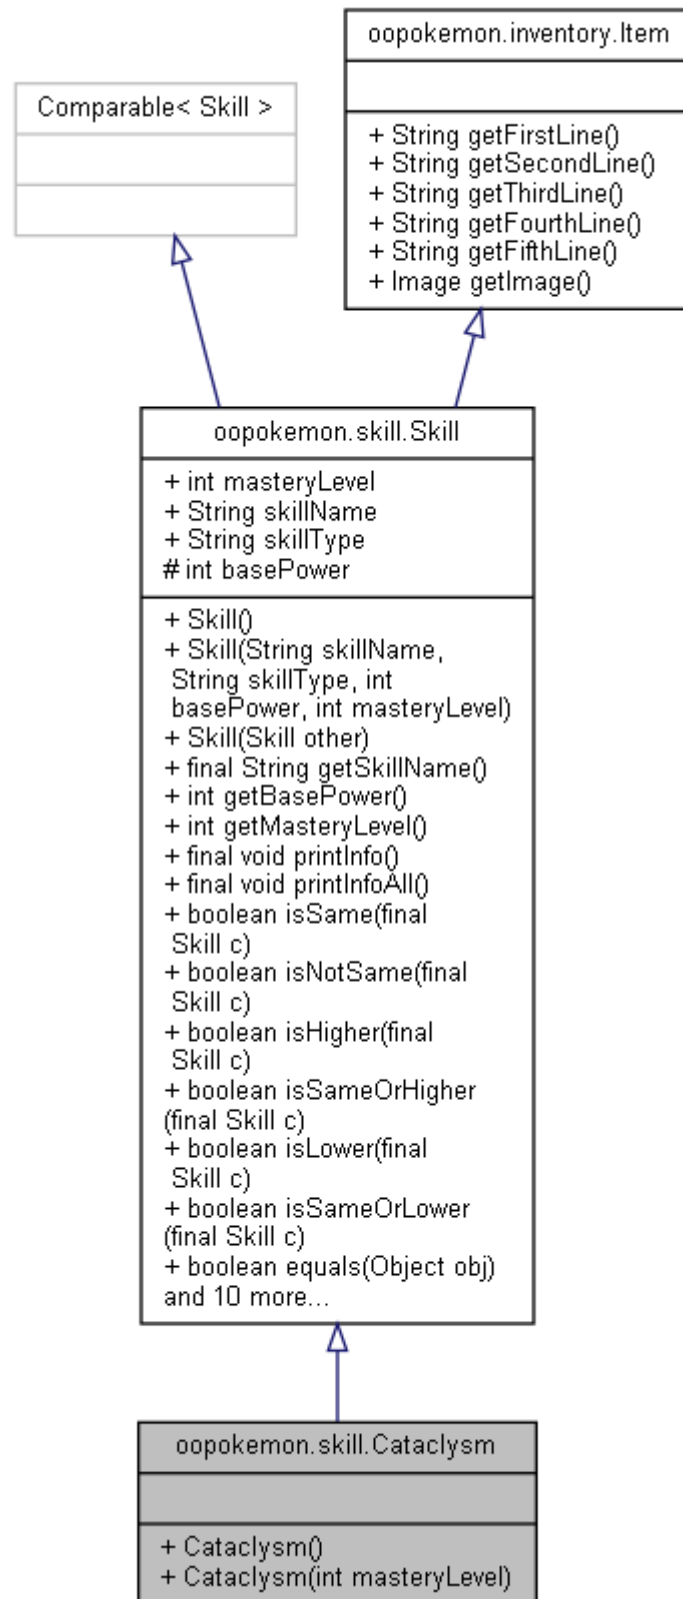 oopokemon.inventory.Item
+ String getFirstLine()
+ String getSecondLine()
+ String getThirdLine()
+ String getFourthLine()
+ String getFifthLine()
+ Image getImage()
Comparable< Skill >
oopokemon.skill.Skill
+ int masteryLevel
+ String skillName
+ String skillType
# int basePower
+ Skill()
+ Skill(String skillName,
String skillType, int
basePower, int masteryLevel)
+ Skill(Skill other)
+ final String getSkillName()
+ int getBasePower()
+ int getMasteryLevel()
+ final void printInfo()
+ final void printInfoAll()
+ boolean isSame(final
Skill c)
+ boolean isNotSame(final
Skill c)
+ boolean isHigher(final
Skill c)
+ boolean isSameOrHigher
(final Skill c)
+ boolean isLower(final
Skill c)
+ boolean isSameOrLower
(final Skill c)
+ boolean equals(Object obj)
and 10 more...
oopokemon.skill.Cataclysm
+ Cataclysm()
+ Cataclysm(int masteryLevel)